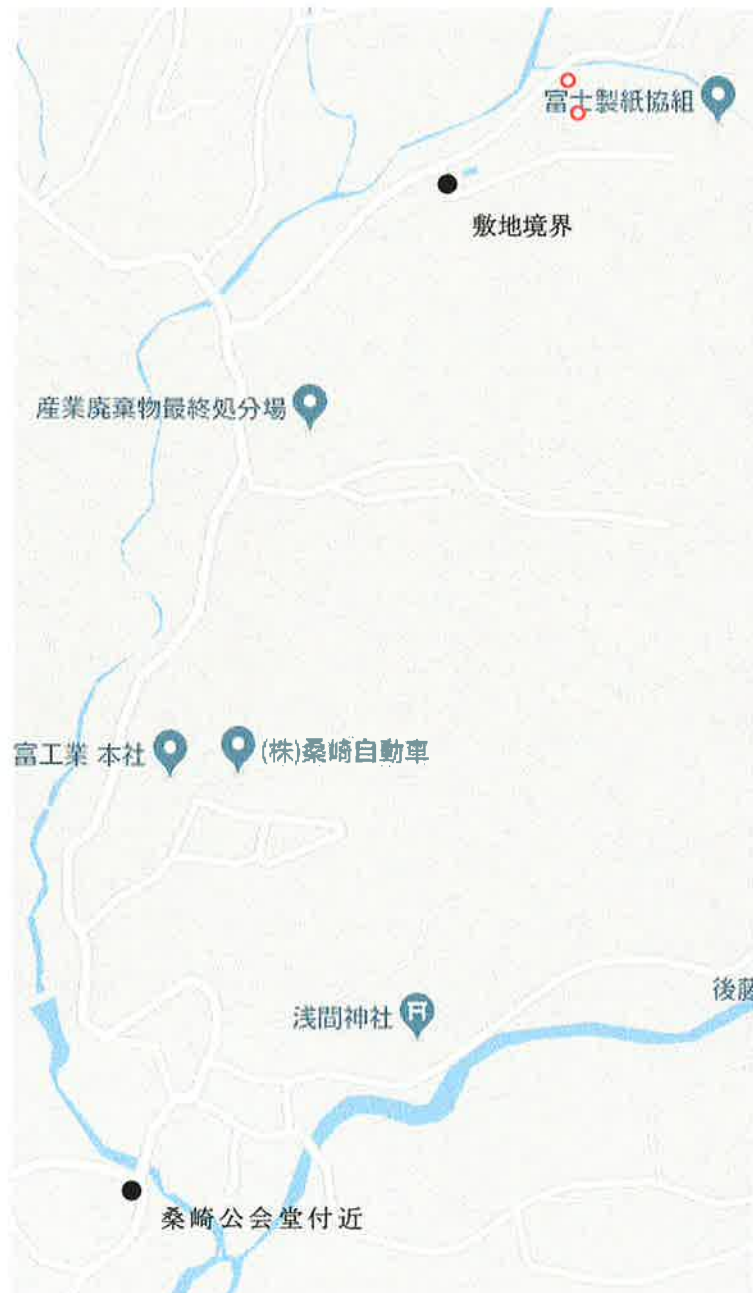 富士製紙協組
敷地境界
産業廃棄物最終処分場
富工業 本社
(株)桑崎自動車
後藤
浅間神社
桑崎公会堂付近